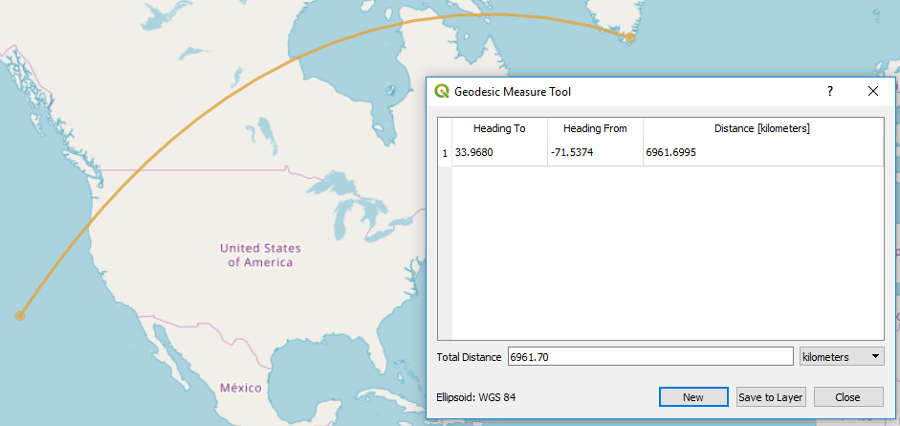 Geodesic Measure Tool
?
Heading To Heading From Distance [kilometers]
1 33.9680 -71.5374 6961.6995
United States
of America
México
Total Distance 6961.70 kilometers
Ellipsoid: WGS 84 New Save to Layer Close